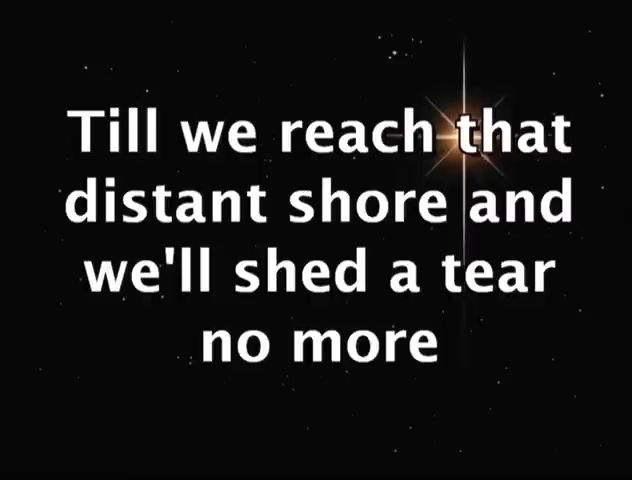 Till we reach that
distant shore and
we'll shed a tear
no more